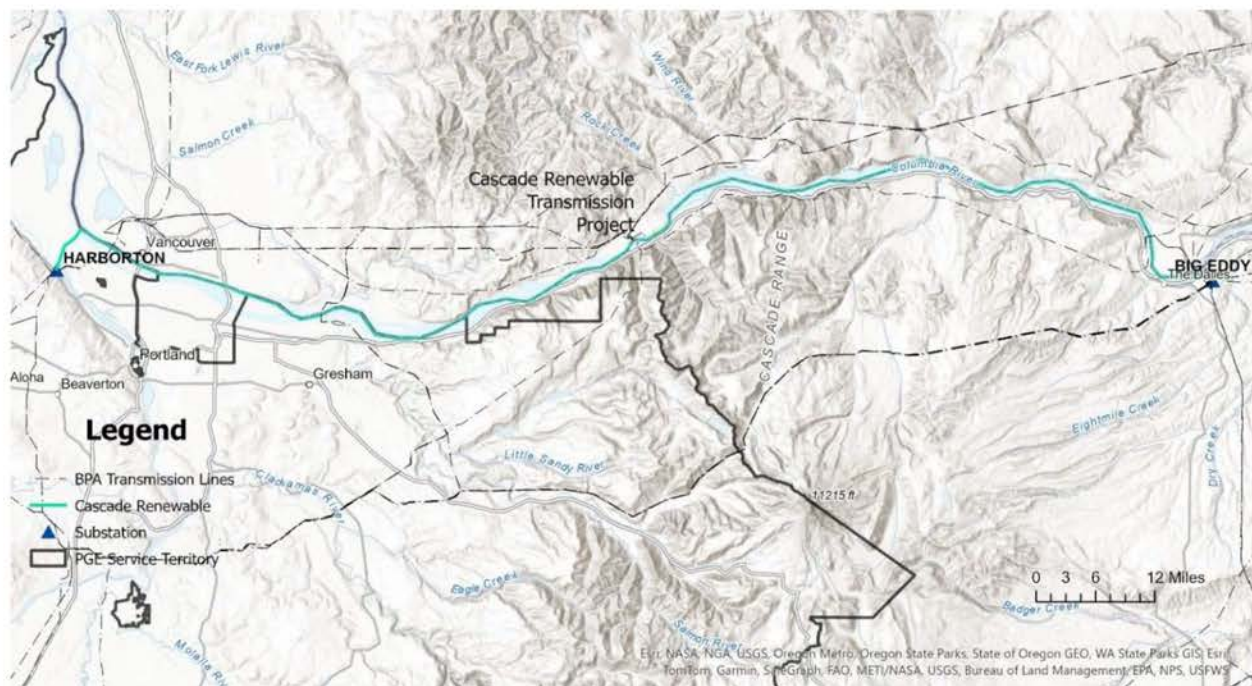 East Fork Lewis River
Salmon Creek
Wind River
Rock Creek
Cascade Renewable
Transmission
Project
Columbia River
Vancouver
HARBORTON
BIG EDDY
The Dalles
CASCADE RANGE
Portland
Aloha
Beaverton
Gresham
Legend
BPA Transmission Lines
Cascade Renewable
Substation
PGE Service Territory
Clackamas River
Little Sandy River
Eightmile Creek
Dry Creek
11215 ft
Eagle Creek
Salmon River
Badger Creek
Molalla Riv
0 3 6 12 Miles
Esri, NASA, NGA, USGS, Oregon Metro, Oregon State Parks, State of Oregon GEO, WA State Parks GIS, Esri
TomTom, Garmin, SafeGraph, FAO, METI/NASA, USGS, Bureau of Land Management, EPA, NPS, USFWS